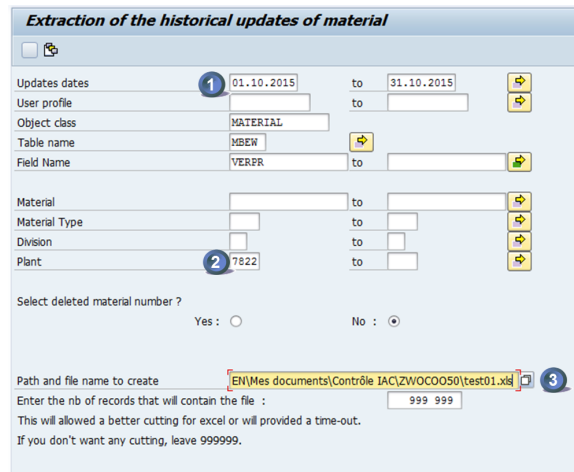 Extraction of the historical updates of material
Updates dates 1 01.10.2015 to 31.10.2015
User profile to
Object class MATERIAL
Table name MBEW
Field Name VERPR to
Material to
Material Type to
Division to
Plant 2 7822 to
Select deleted material number ?
Yes : No :
Path and file name to create EN\Mes documents\Contrôle IAC\ZWOCOO50\test01.xls 3
Enter the nb of records that will contain the file : 999 999
This will allowed a better cutting for excel or will provided a time-out.
If you don't want any cutting, leave 999999.